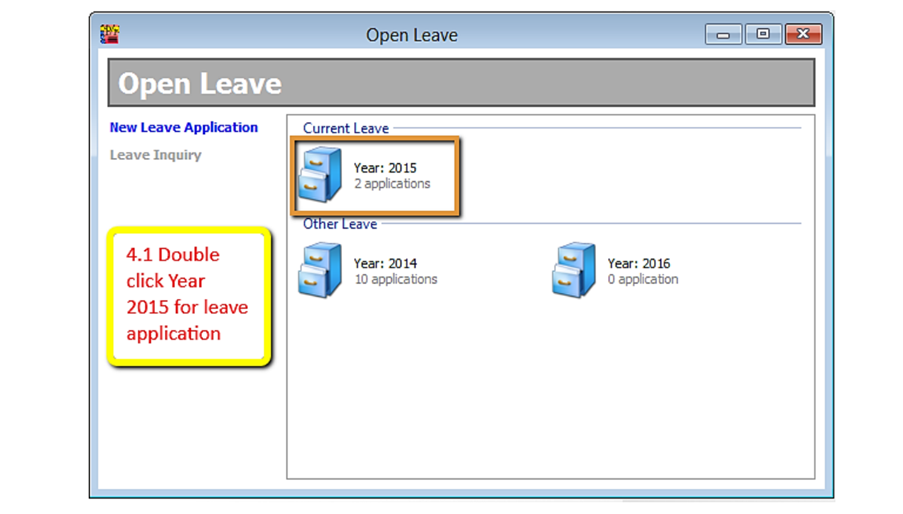 Open Leave
Open Leave
New Leave Application
Leave Inquiry
Current Leave
Year: 2015
2 applications
Other Leave
Year: 2014
10 applications
Year: 2016
0 application
4.1 Double
click Year
2015 for leave
application